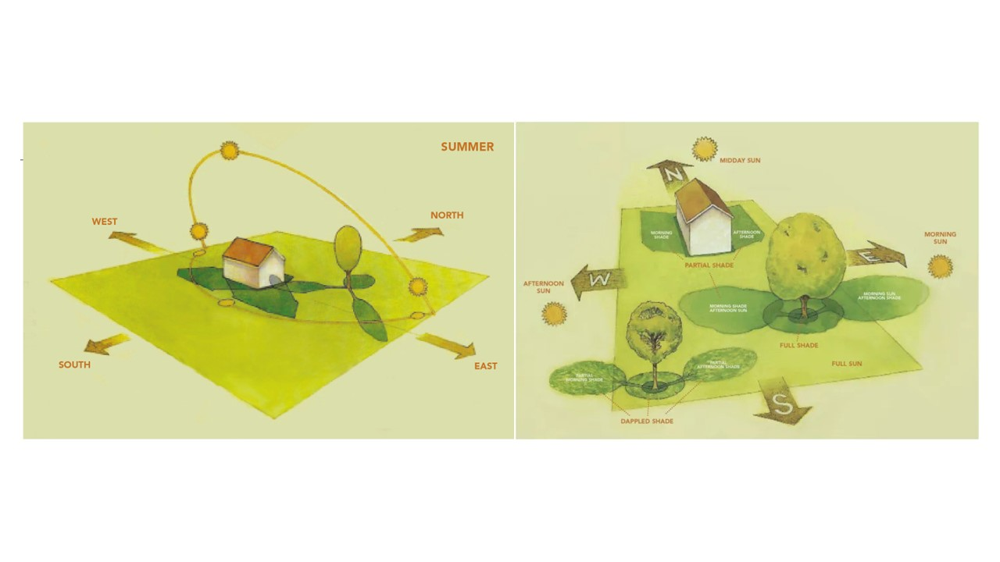 SUMMER
WEST
NORTH
SOUTH
EAST
N
MIDDAY SUN
MORNING
SHADE
AFTERNOON
SHADE
PARTIAL SHADE
MORNING
SUN
E
W
AFTERNOON
SUN
MORNING SHADE
AFTERNOON SUN
MORNING SUN
AFTERNOON SHADE
FULL SHADE
FULL SUN
PARTIAL
MORNING SHADE
PARTIAL
AFTERNOON SHADE
S
DAPPLED SHADE